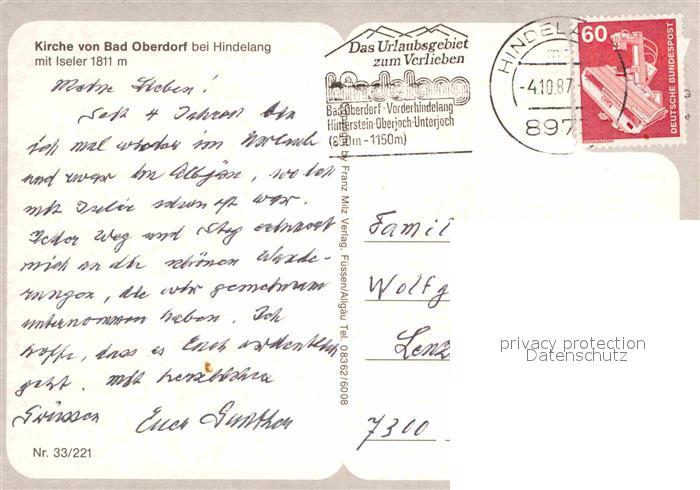 Kirche von Bad Oberdorf bei Hindelang
mit Iseler 1811 m
Meine Lieben!
Seit 4 Jahren bin
ich mal wieder im Urlaub
und zwar im Allgäu, wo ich
mit schon oft war.
Jeder Weg und Steg erinnert
mich an die schönen Wande-
rungen, die wir gemeinsam
unternommen haben. Ich
hoffe, dass es Euch ordentlich
geht. Mit herzlichen
Grüssen Euer Günther
Nr. 33/221
Das Urlaubsgebiet
zum Verlieben
Hindelang
Bad Oberdorf - Vorderhindelang
Hinterstein-Oberjoch-Unterjoch
(850m - 1150m)
HINDELA
-4.10.87
897
60
DEUTSCHE BUNDESPOST
by Franz Milz Verlag, Füssen/Allgäu Tel. 08362/6008
Famil
Wolfg
Lenz
7300
privacy protection
Datenschutz